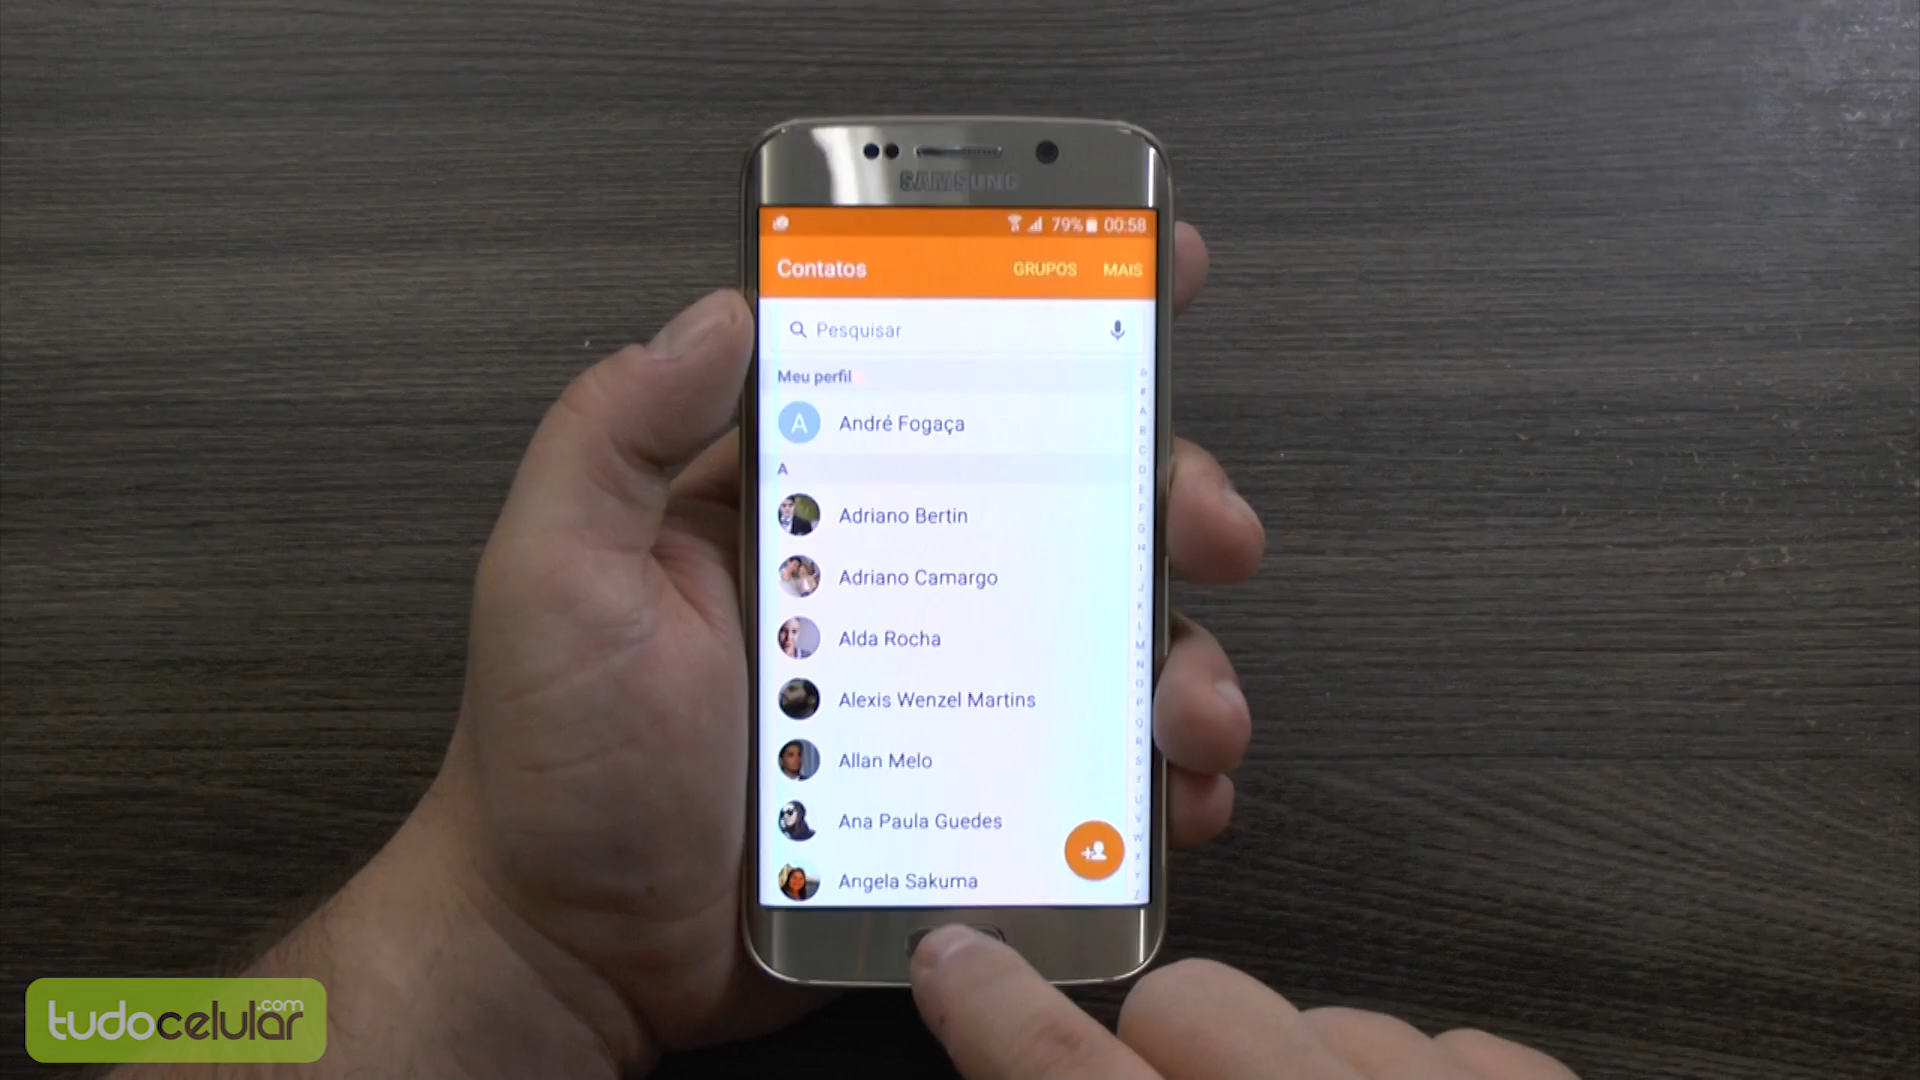 SAMSUNG
79% 00:58
Contatos GRUPOS MAIS
Pesquisar
Meu perfil
A André Fogaça
A
Adriano Bertin
Adriano Camargo
Alda Rocha
Alexis Wenzel Martins
Allan Melo
Ana Paula Guedes
Angela Sakuma
&
#
A
B
C
D
E
F
G
H
I
J
K
L
M
N
O
P
Q
R
S
T
U
V
W
X
Y
Z
tudocelular.com